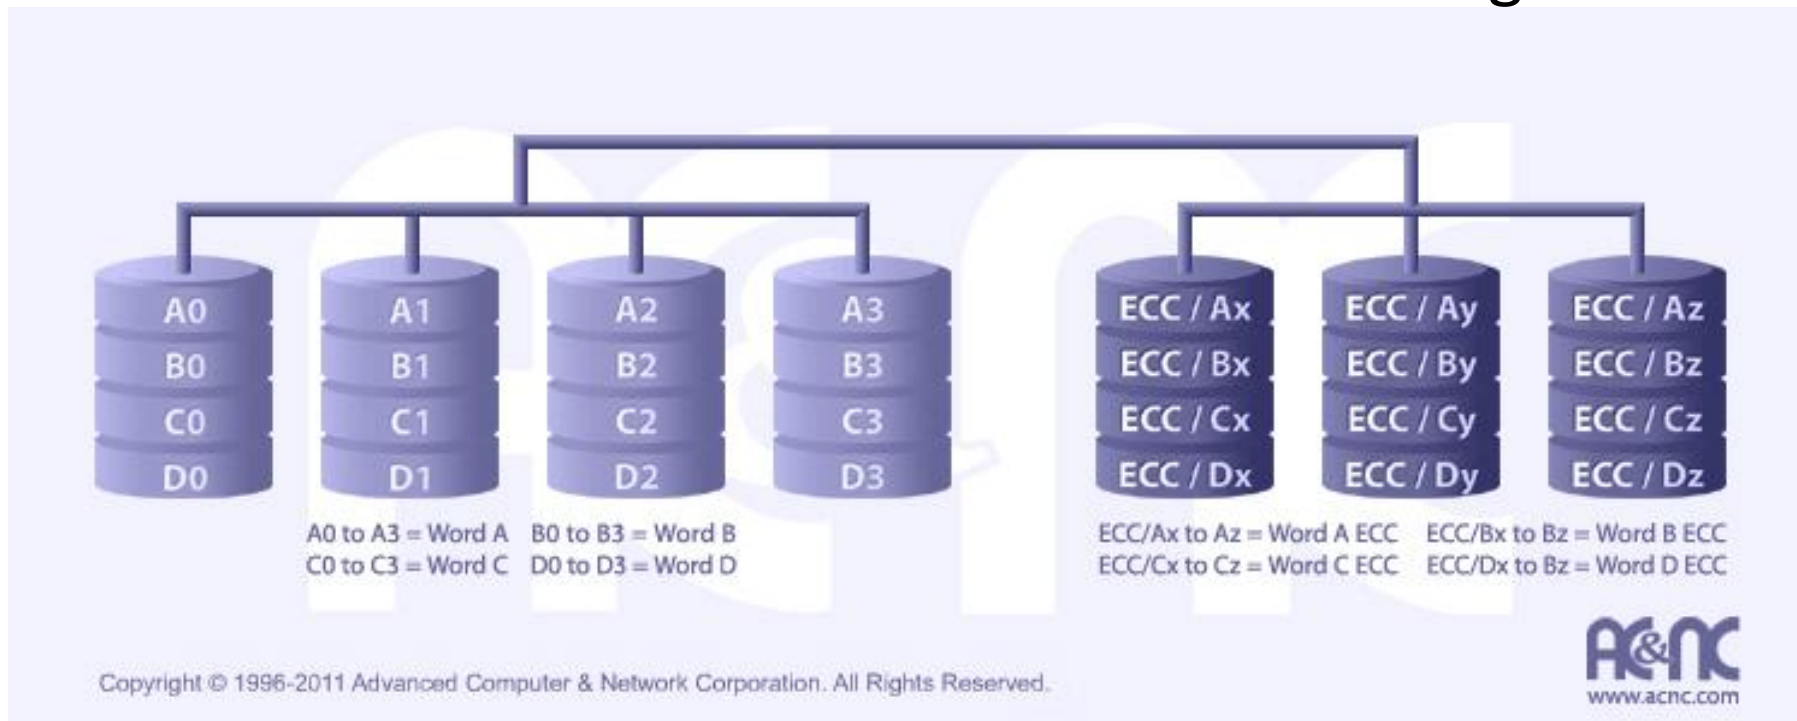 g
A0 A1 A2 A3 ECC / Ax ECC / Ay ECC / Az
B0 B1 B2 B3 ECC / Bx ECC / By ECC / Bz
C0 C1 C2 C3 ECC / Cx ECC / Cy ECC / Cz
D0 D1 D2 D3 ECC / Dx ECC / Dy ECC / Dz
A0 to A3 = Word A B0 to B3 = Word B
C0 to C3 = Word C D0 to D3 = Word D
ECC/Ax to Az = Word A ECC ECC/Bx to Bz = Word B ECC
ECC/Cx to Cz = Word C ECC ECC/Dx to Bz = Word D ECC
AC&NC
www.acnc.com
Copyright © 1996-2011 Advanced Computer & Network Corporation. All Rights Reserved.